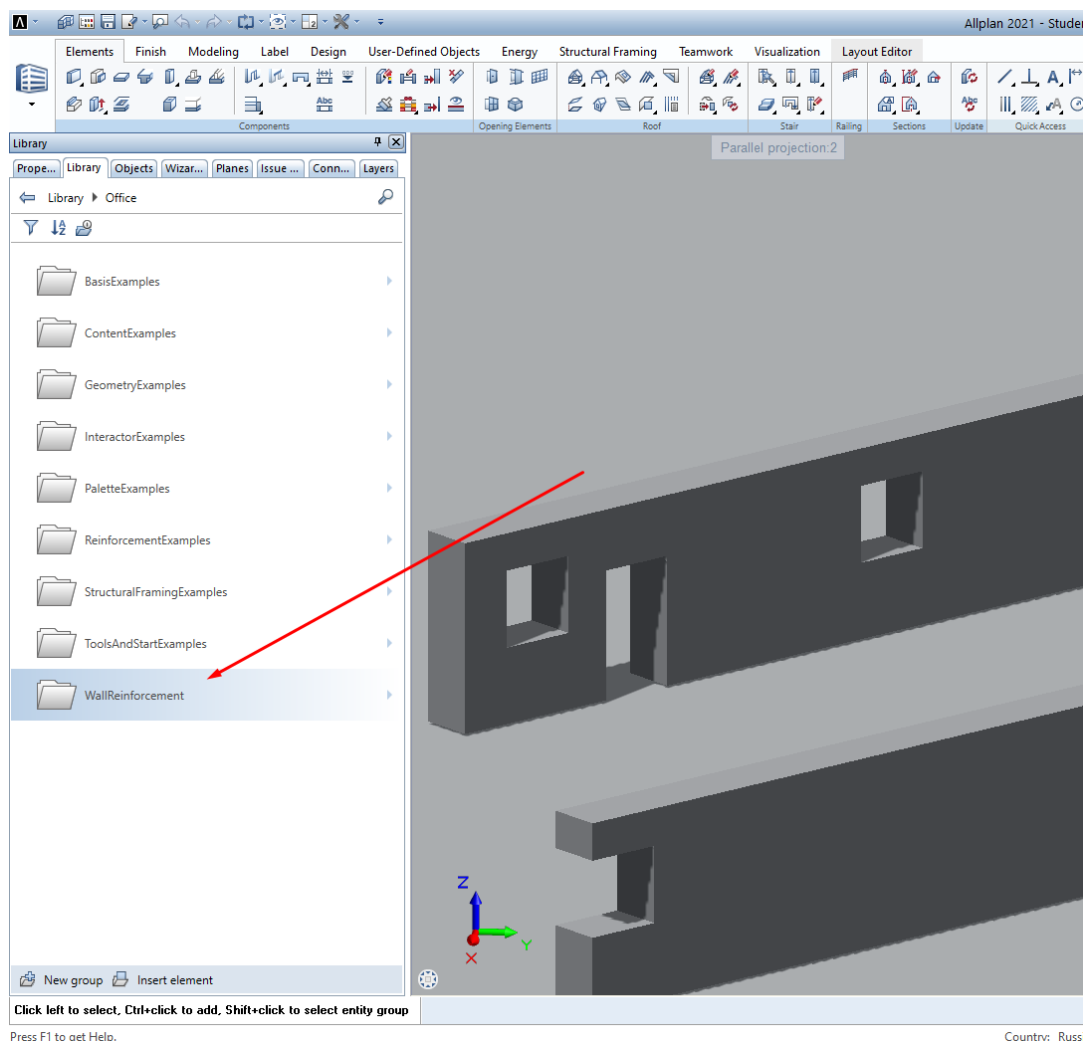 Allplan 2021 - Stude
Elements Finish Modeling Label Design User-Defined Objects Energy Structural Framing Teamwork Visualization Layout Editor
Components Opening Elements Roof Stair Railing Sections Update Quick Access
Library
Prope... Library Objects Wizar... Planes Issue ... Conn... Layers
Library Office
Parallel projection:2
BasisExamples
ContentExamples
GeometryExamples
InteractorExamples
PaletteExamples
ReinforcementExamples
StructuralFramingExamples
ToolsAndStartExamples
WallReinforcement
Z
Y
X
New group Insert element
Click left to select, Ctrl+click to add, Shift+click to select entity group
Press F1 to get Help.
Country: Russ